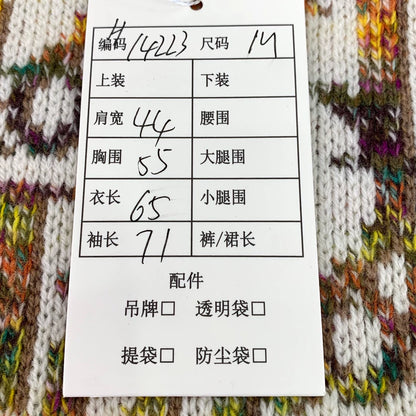 编码 #14223 尺码 M
上装 下装
肩宽 44 腰围
胸围 55 大腿围
衣长 65 小腿围
袖长 71 裤/裙长
配件
吊牌□ 透明袋□
提袋□ 防尘袋□